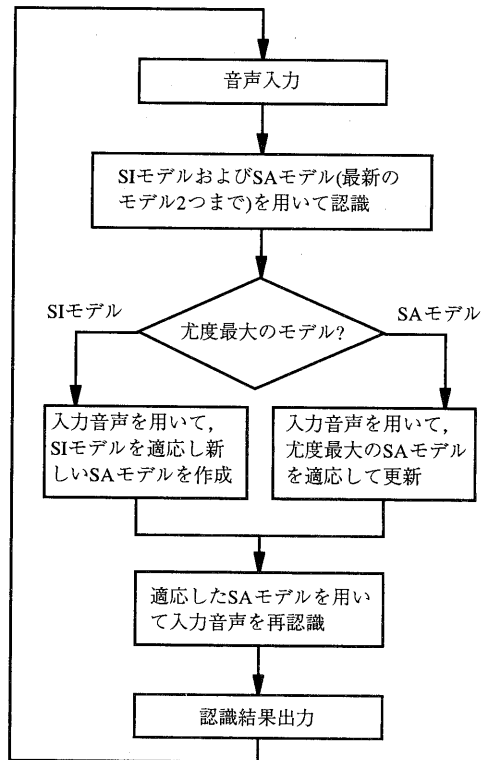 音声入力
SIモデルおよびSAモデル(最新の
モデル2つまで)を用いて認識
尤度最大のモデル?
SIモデル
SAモデル
入力音声を用いて,
SIモデルを適応し新
しいSAモデルを作成
入力音声を用いて,
尤度最大のSAモデル
を適応して更新
適応したSAモデルを用い
て入力音声を再認識
認識結果出力